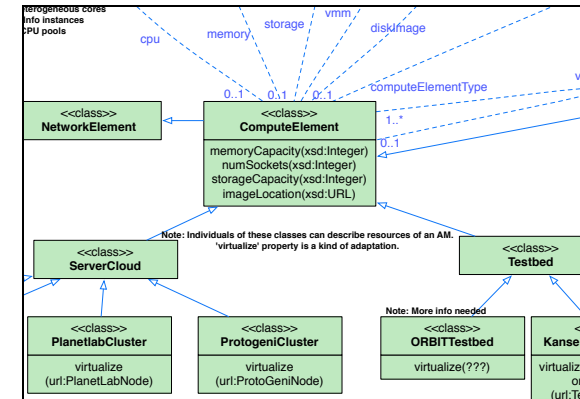 Info instances
CPU pools
vmm
storage
diskImage
memory
cpu
computeElementType
0..1
0..1
0..1
1..*
0..1
<<class>>
NetworkElement
<<class>>
ComputeElement
memoryCapacity(xsd:Integer)
numSockets(xsd:Integer)
storageCapacity(xsd:Integer)
imageLocation(xsd:URL)
Note: Individuals of these classes can describe resources of an AM.
'virtualize' property is a kind of adaptation.
<<class>>
ServerCloud
<<class>>
Testbed
Note: More info needed
<<class>>
PlanetlabCluster
virtualize
(url:PlanetLabNode)
<<class>>
ProtogeniCluster
virtualize
(url:ProtoGeniNode)
<<class>>
ORBITTestbed
virtualize(???)
Kanse
virtualiz
or
(url:Te